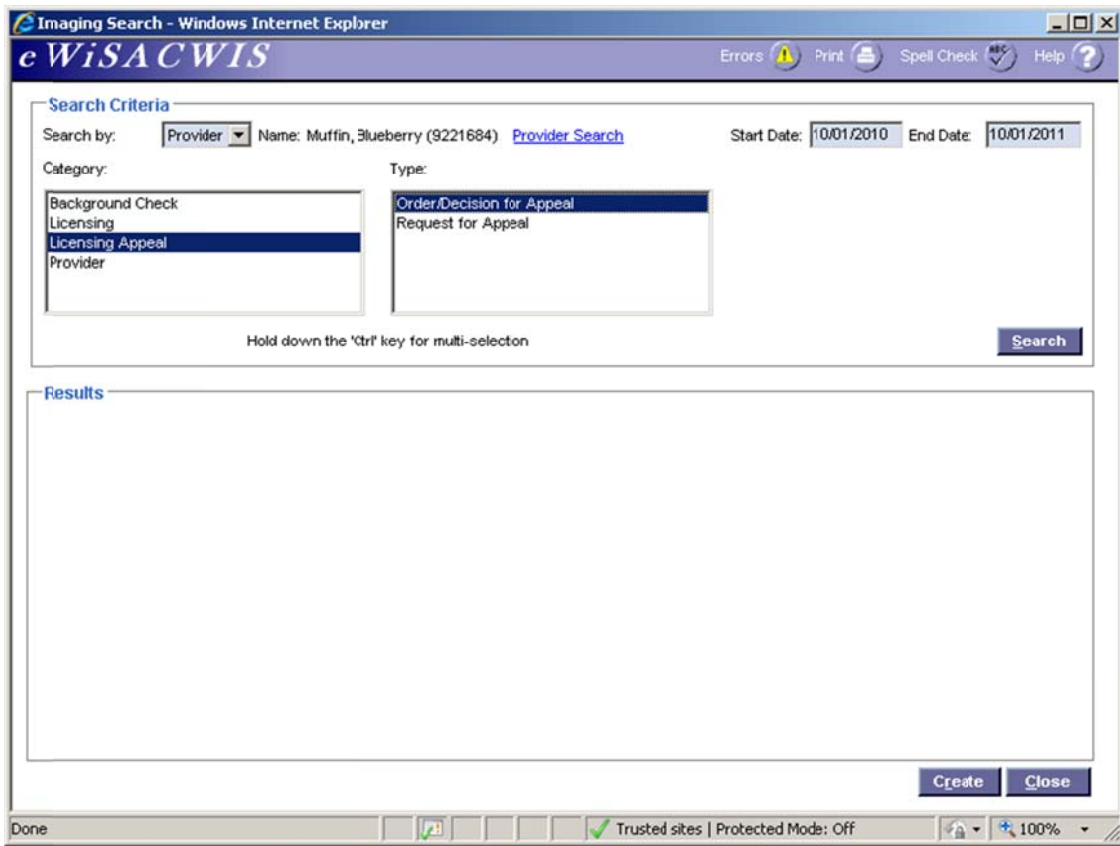 Imaging Search - Windows Internet Explorer
eWiSACWIS
Errors Print Spell Check ABC Help ?
Search Criteria
Search by: Provider Name: Muffin, Blueberry (9221684) Provider Search Start Date: 10/01/2010 End Date: 10/01/2011
Category: Type:
Background Check Order/Decision for Appeal
Licensing Request for Appeal
Licensing Appeal
Provider
Hold down the 'Ctrl' key for multi-selection
Search
Results
Create Close
Done Trusted sites | Protected Mode: Off 100%